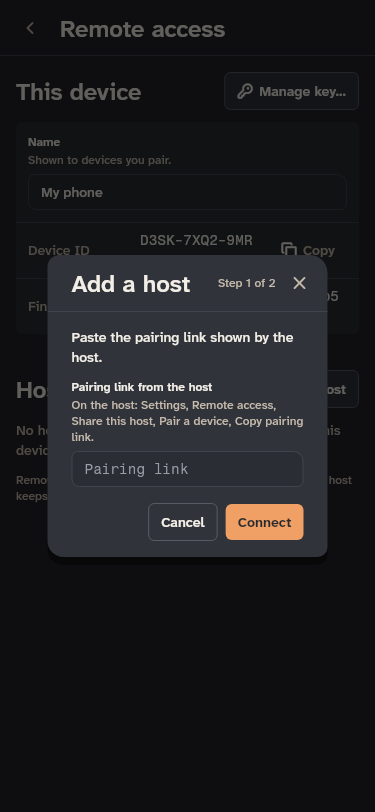 Remote access
This device
Manage key...
Name
Shown to devices you pair.
My phone
Device ID
D3SK-7XQ2-9MR
Copy
Add a host
Step 1 of 2
Paste the pairing link shown by the
host.
Pairing link from the host
On the host: Settings, Remote access,
Share this host, Pair a device, Copy pairing
link.
Pairing link
Cancel
Connect
host